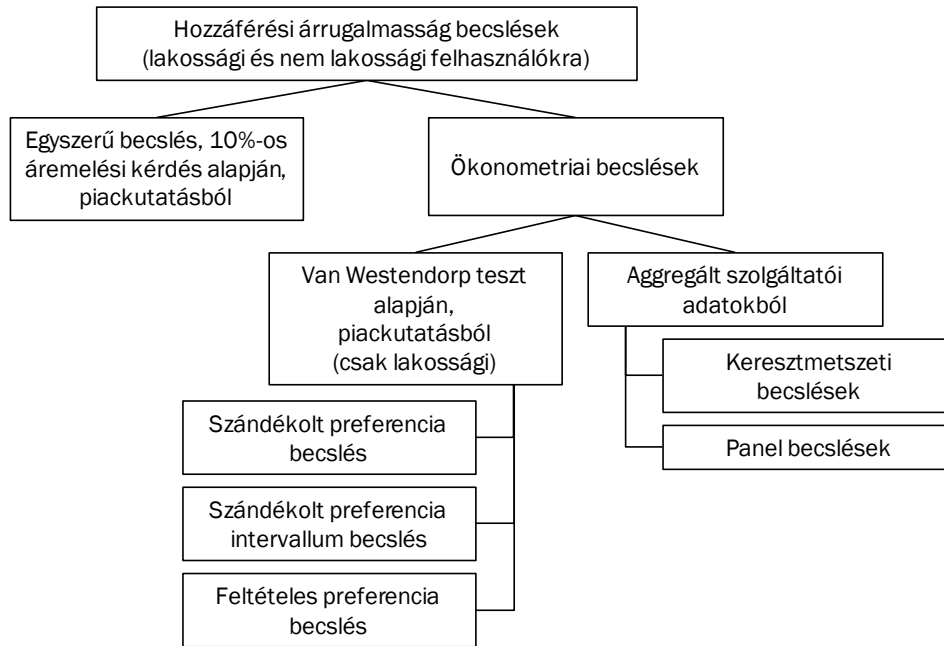 Hozzáférési árrugalmasság becslések
(lakossági és nem lakossági felhasználókra)
Egyszerű becslés, 10%-os
áremelési kérdés alapján,
piackutatásból
Ökonometriai becslések
Van Westendorp teszt
alapján,
piackutatásból
(csak lakossági)
Aggregált szolgáltatói
adatokból
Keresztmetszeti
becslések
Panel becslések
Szándékolt preferencia
becslés
Szándékolt preferencia
intervallum becslés
Feltételes preferencia
becslés